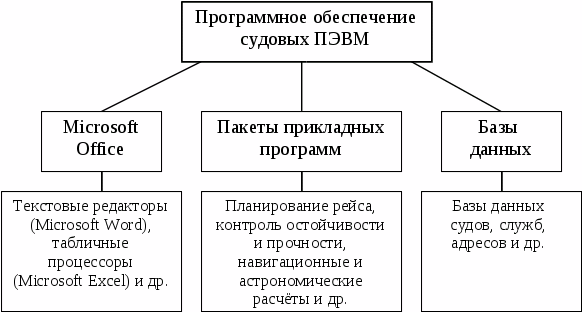 Программное обеспечение
судовых ПЭВМ
Microsoft
Office
Пакеты прикладных
программ
Базы
данных
Текстовые редакторы
(Microsoft Word),
табличные
процессоры
(Microsoft Excel) и др.
Планирование рейса,
контроль остойчивости
и прочности,
навигационные и
астрономические
расчёты и др.
Базы данных
судов, служб,
адресов и др.